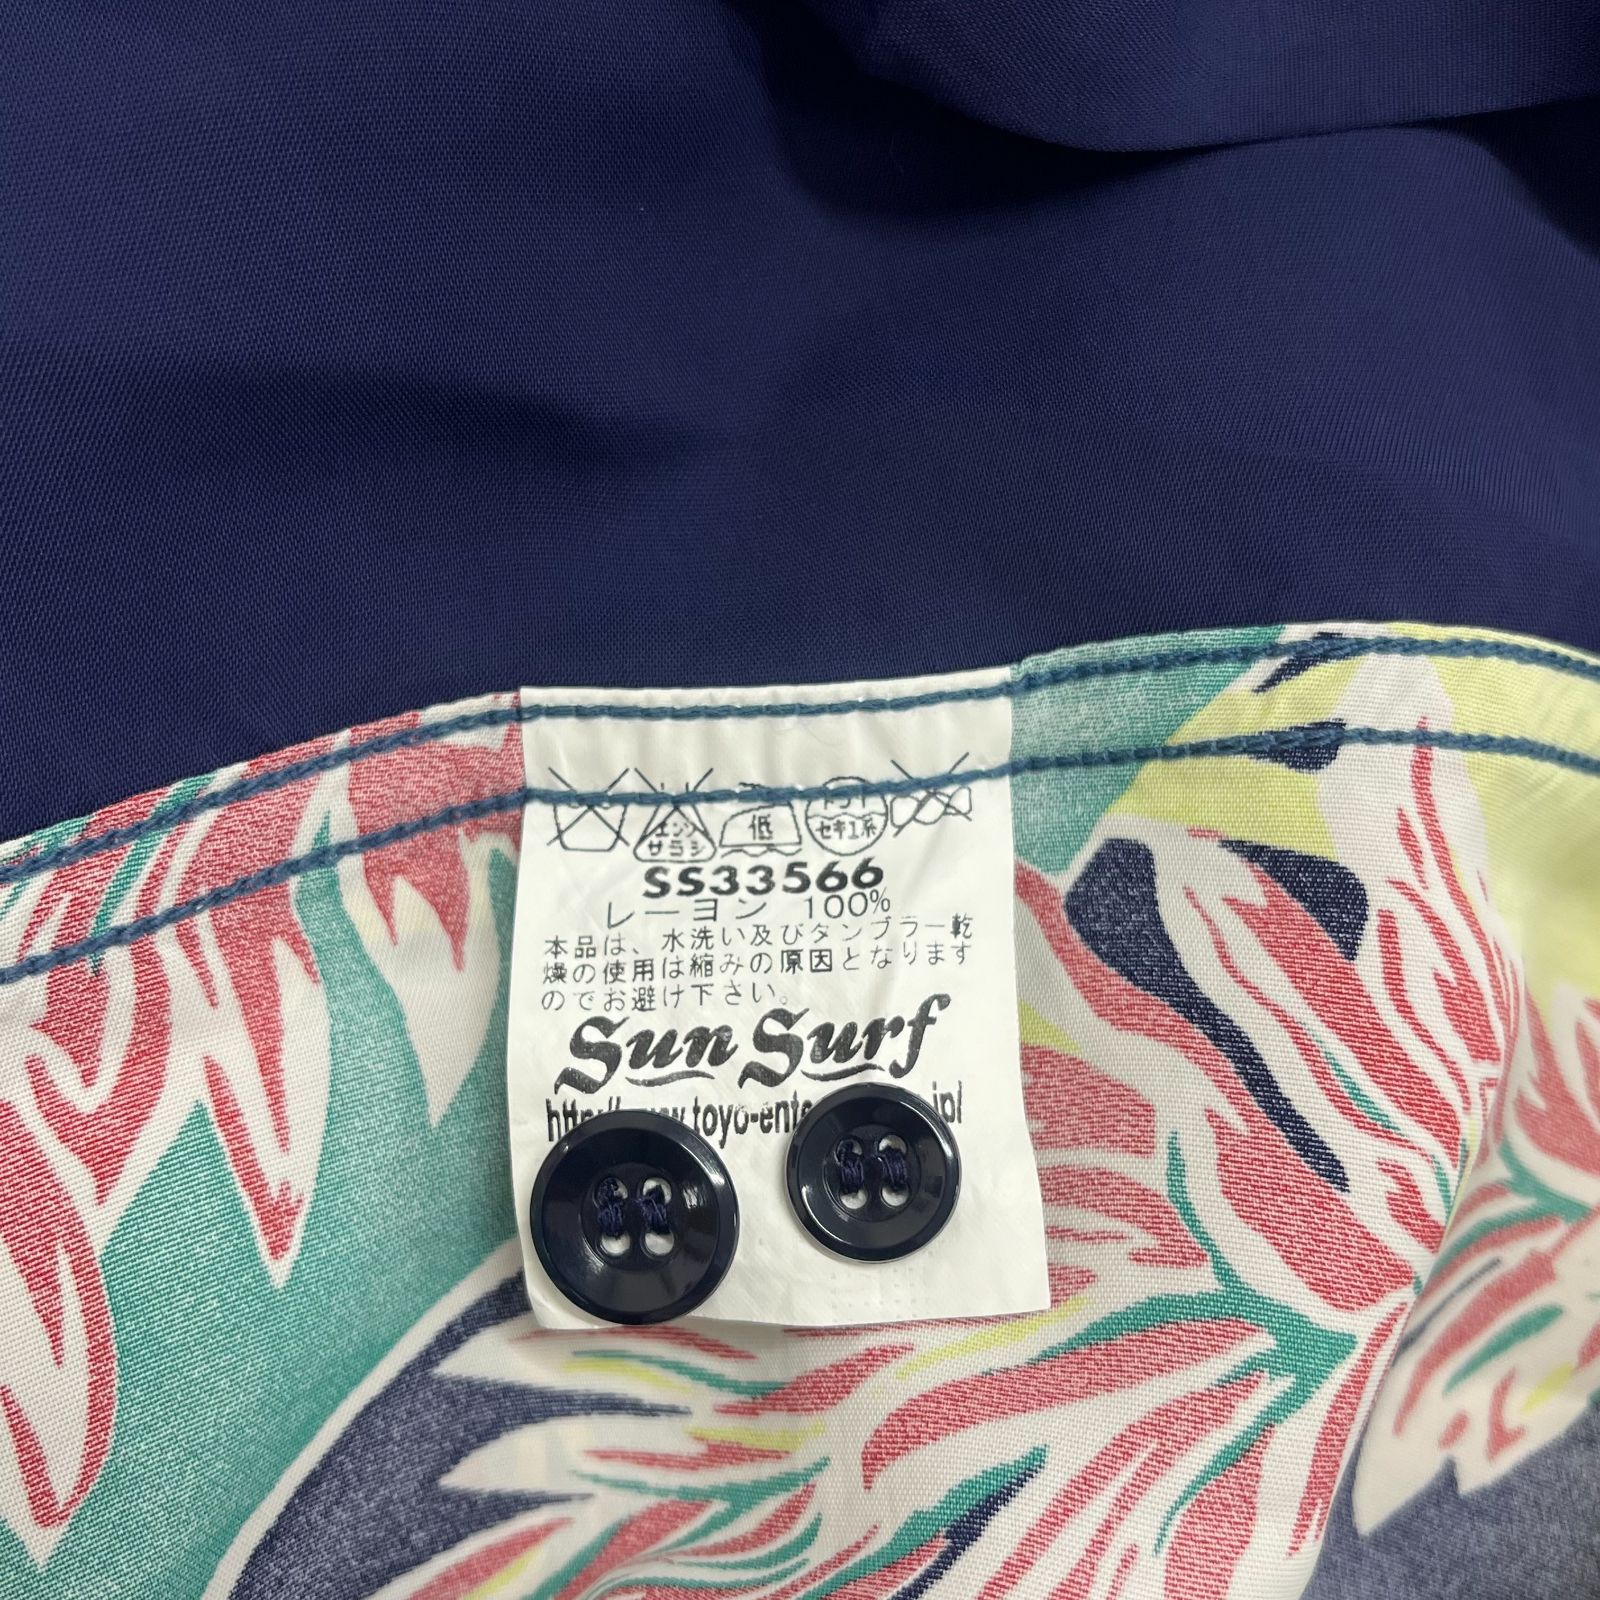 エンソ
サラシ
低
ドライ
セキユ系
SS33566
レーヨン 100%
本品は、水洗い及びタンブラー乾
燥の使用は縮みの原因となります
のでお避け下さい。
Sun Surf